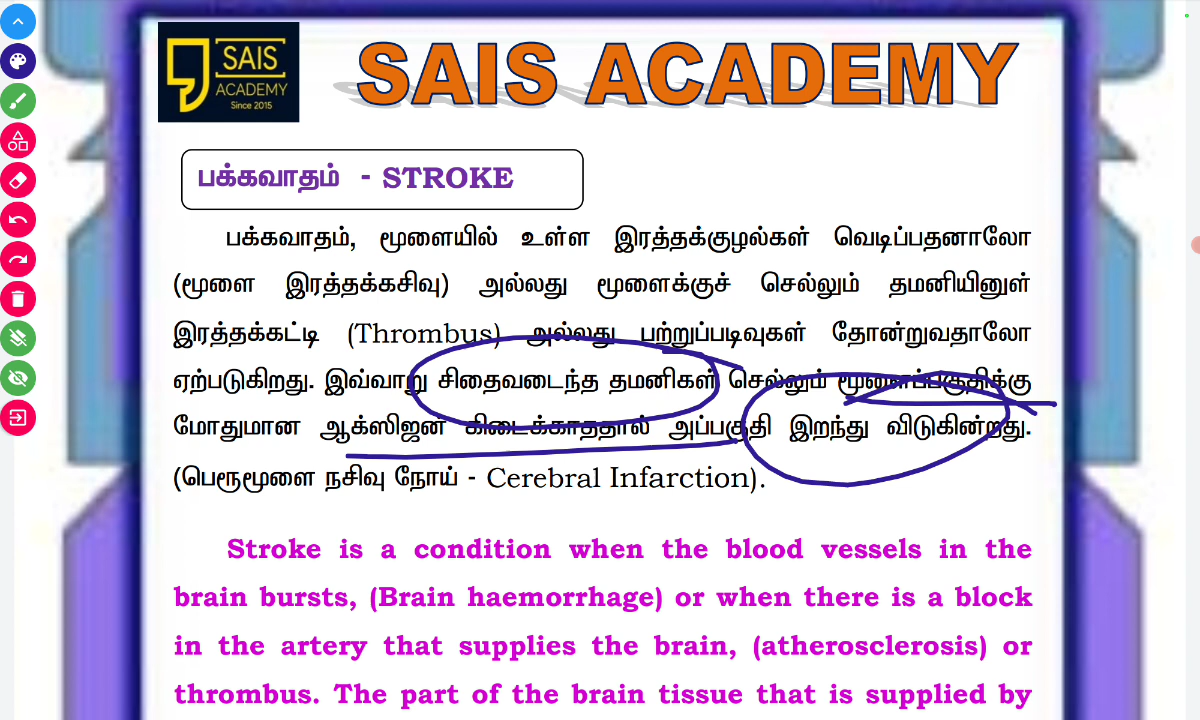 SAIS
ACADEMY
Since 2015
SAIS ACADEMY
பக்கவாதம் - STROKE
பக்கவாதம், மூளையில் உள்ள இரத்தக்குழல்கள் வெடிப்பதனாலோ
(மூளை இரத்தக்கசிவு) அல்லது மூளைக்குச் செல்லும் தமனியினுள்
இரத்தக்கட்டி (Thrombus) அல்லது பற்றுப்படிவுகள் தோன்றுவதாலோ
ஏற்படுகிறது. இவ்வாறு சிதைவடைந்த தமனிகள் செல்லும் மூளைப்பகுதிக்கு
மோதுமான ஆக்ஸிஜன் கிடைக்காததால் அப்பகுதி இறந்து விடுகின்றது.
(பெருமூளை நசிவு நோய் - Cerebral Infarction).
Stroke is a condition when the blood vessels in the
brain bursts, (Brain haemorrhage) or when there is a block
in the artery that supplies the brain, (atherosclerosis) or
thrombus. The part of the brain tissue that is supplied by